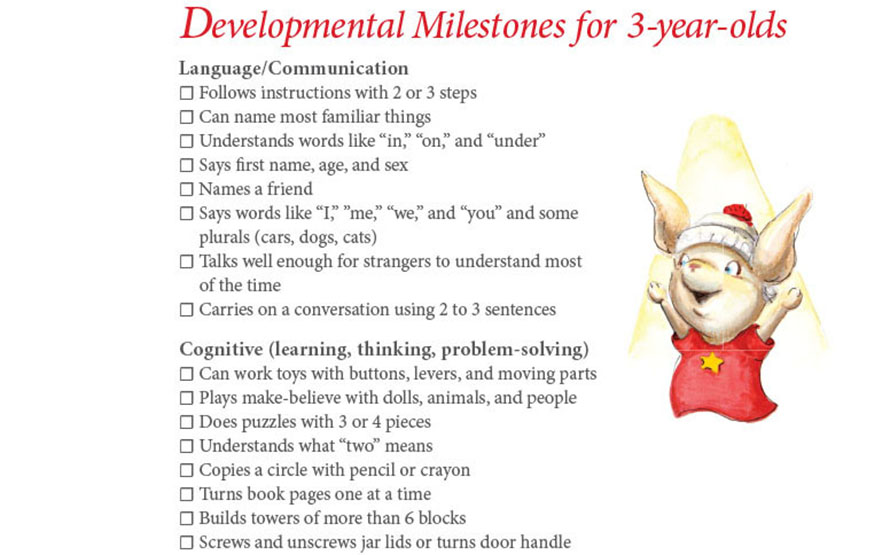 Developmental Milestones for 3-year-olds
Language/Communication
☐ Follows instructions with 2 or 3 steps
☐ Can name most familiar things
☐ Understands words like “in,” “on,” and “under”
☐ Says first name, age, and sex
☐ Names a friend
☐ Says words like “I,” ”me,” “we,” and “you” and some
plurals (cars, dogs, cats)
☐ Talks well enough for strangers to understand most
of the time
☐ Carries on a conversation using 2 to 3 sentences
Cognitive (learning, thinking, problem-solving)
☐ Can work toys with buttons, levers, and moving parts
☐ Plays make-believe with dolls, animals, and people
☐ Does puzzles with 3 or 4 pieces
☐ Understands what “two” means
☐ Copies a circle with pencil or crayon
☐ Turns book pages one at a time
☐ Builds towers of more than 6 blocks
☐ Screws and unscrews jar lids or turns door handle